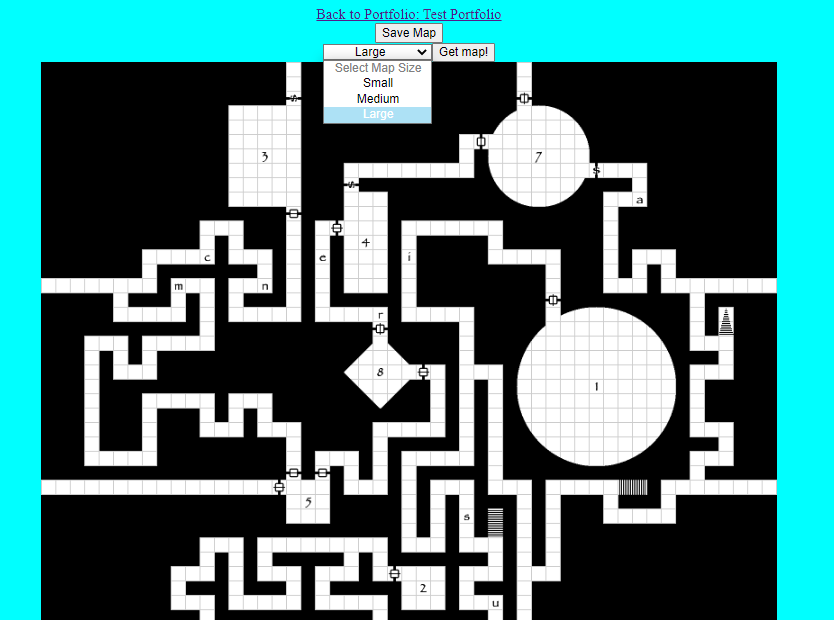 Back to Portfolio: Test Portfolio
Save Map
Large Get map!
Select Map Size
Small
Medium
Large
S
3
7
S
S
a
4
c
e
i
m
n
r
8
1
5
s
2
u